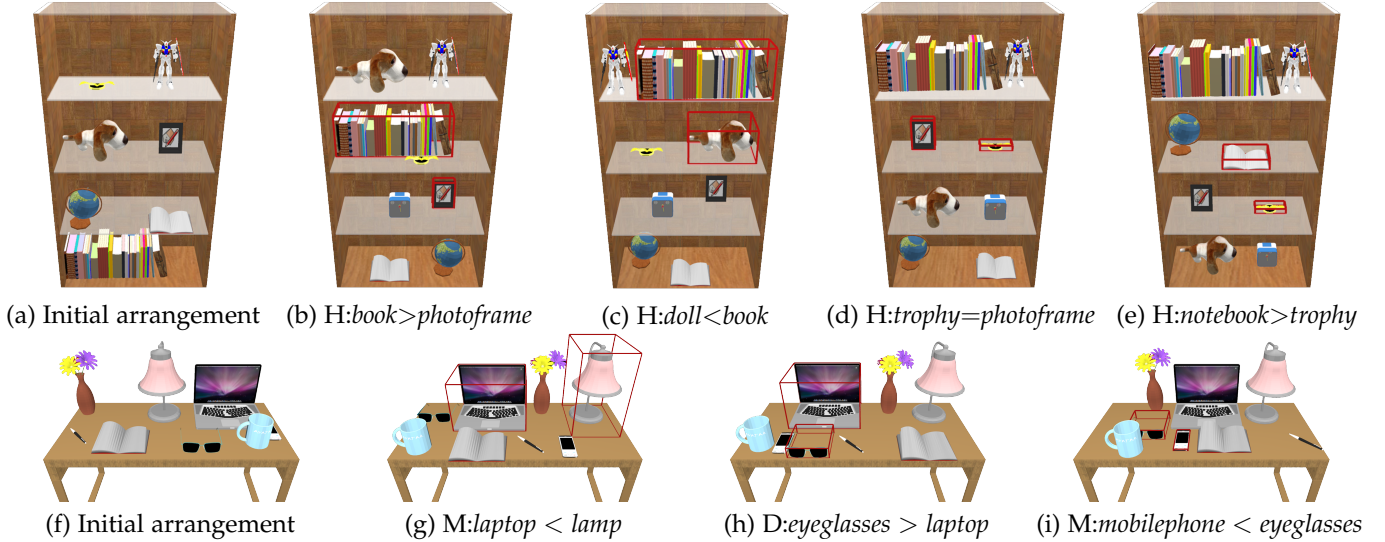 (a) Initial arrangement
(b) H:book>photoframe
(c) H:doll<book
(d) H:trophy=photoframe
(e) H:notebook>trophy
(f) Initial arrangement
(g) M:laptop < lamp
(h) D:eyeglasses > laptop
(i) M:mobilephone < eyeglasses